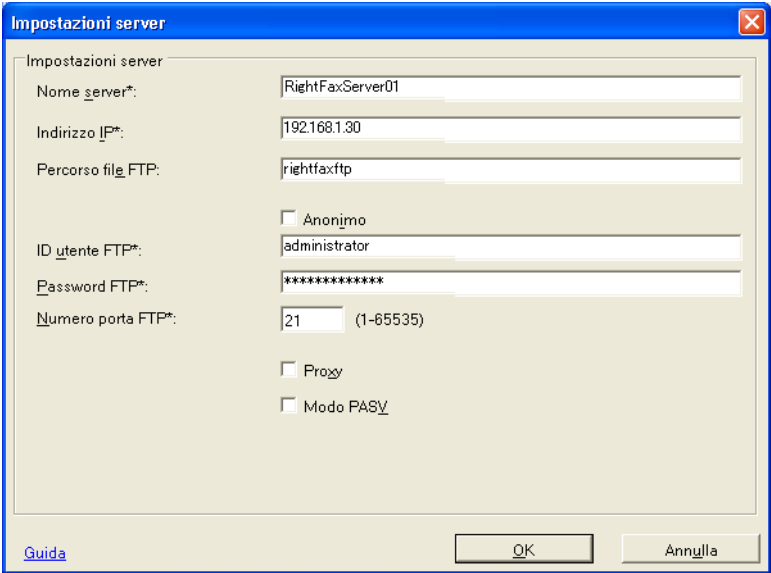 Impostazioni server
Impostazioni server
Nome server*: RightFaxServer01
Indirizzo IP*: 192.168.1.30
Percorso file FTP: rightfaxftp
Anonimo
ID utente FTP*: administrator
Password FTP*: *************
Numero porta FTP*: 21 (1-65535)
Proxy
Modo PASV
Guida OK Annulla